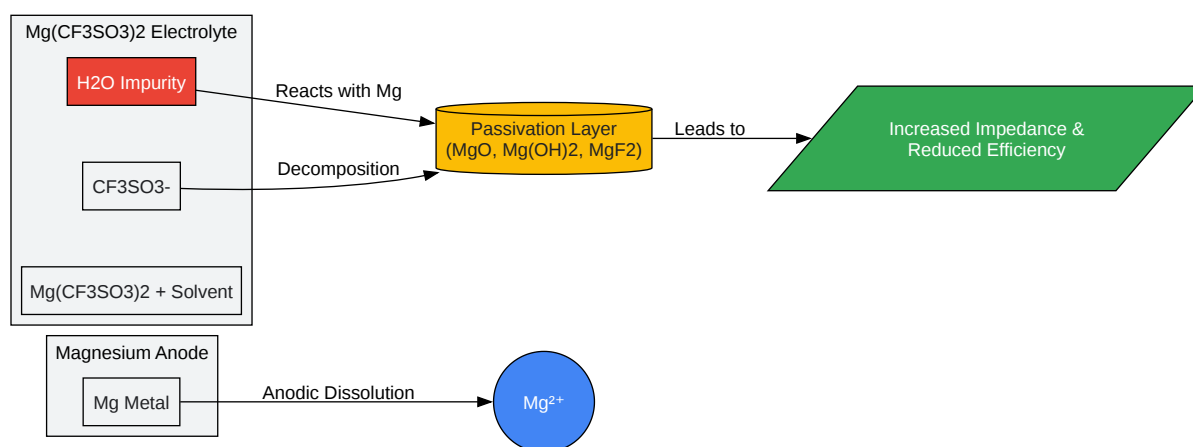 Mg(CF3SO3)2 Electrolyte
H2O Impurity
Reacts with Mg
CF3SO3-
Decomposition
Passivation Layer
(MgO, Mg(OH)2, MgF2)
Leads to
Increased Impedance &
Reduced Efficiency
Mg(CF3SO3)2 + Solvent
Magnesium Anode
Mg Metal
Anodic Dissolution
Mg²⁺